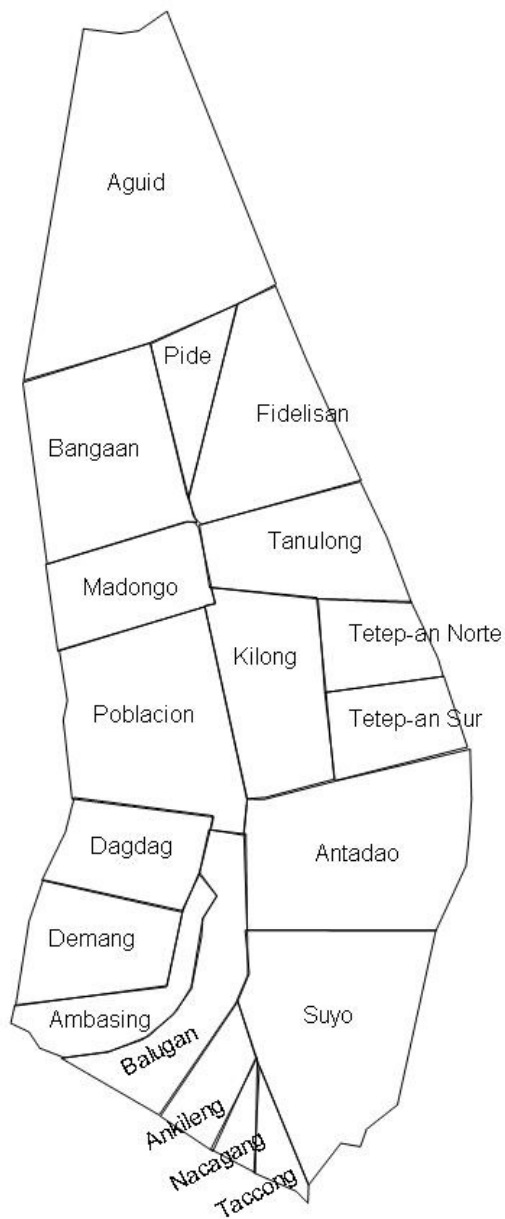 Aguid
Pide
Fidelisan
Bangaan
Tanulong
Madongo
Tetep-an Norte
Kilong
Poblacion
Tetep-an Sur
Dagdag
Antadao
Demang
Ambasing
Suyo
Balugan
Ankileng
Nacagang
Taccong